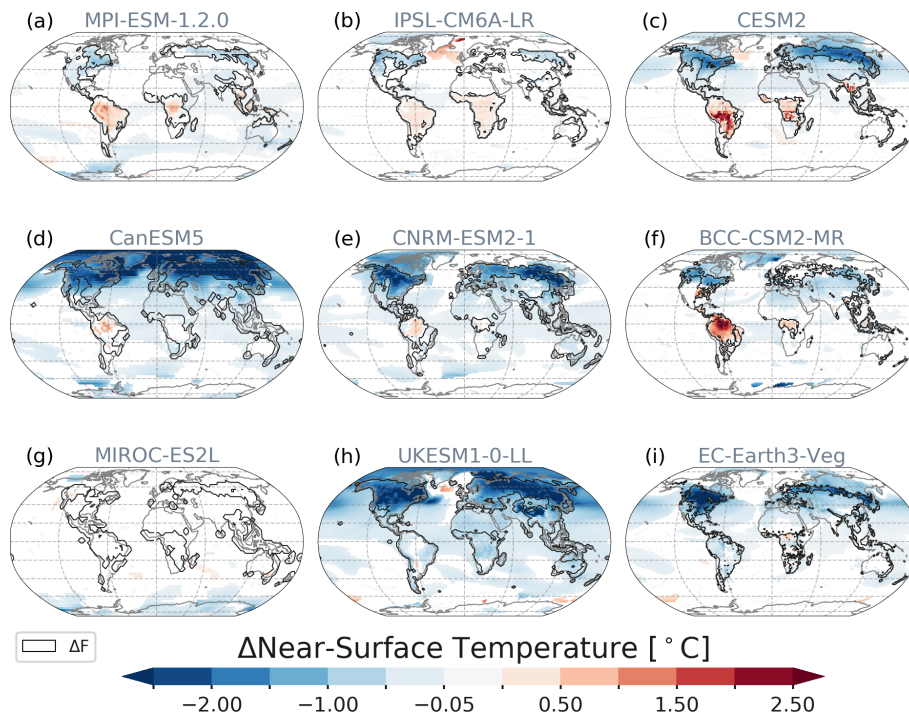 (a) MPI-ESM-1.2.0
(b) IPSL-CM6A-LR
(c) CESM2
(d) CanESM5
(e) CNRM-ESM2-1
(f) BCC-CSM2-MR
(g) MIROC-ES2L
(h) UKESM1-0-LL
(i) EC-Earth3-Veg
ΔF
ΔNear-Surface Temperature [°C]
−2.00 −1.00 −0.05 0.50 1.50 2.50